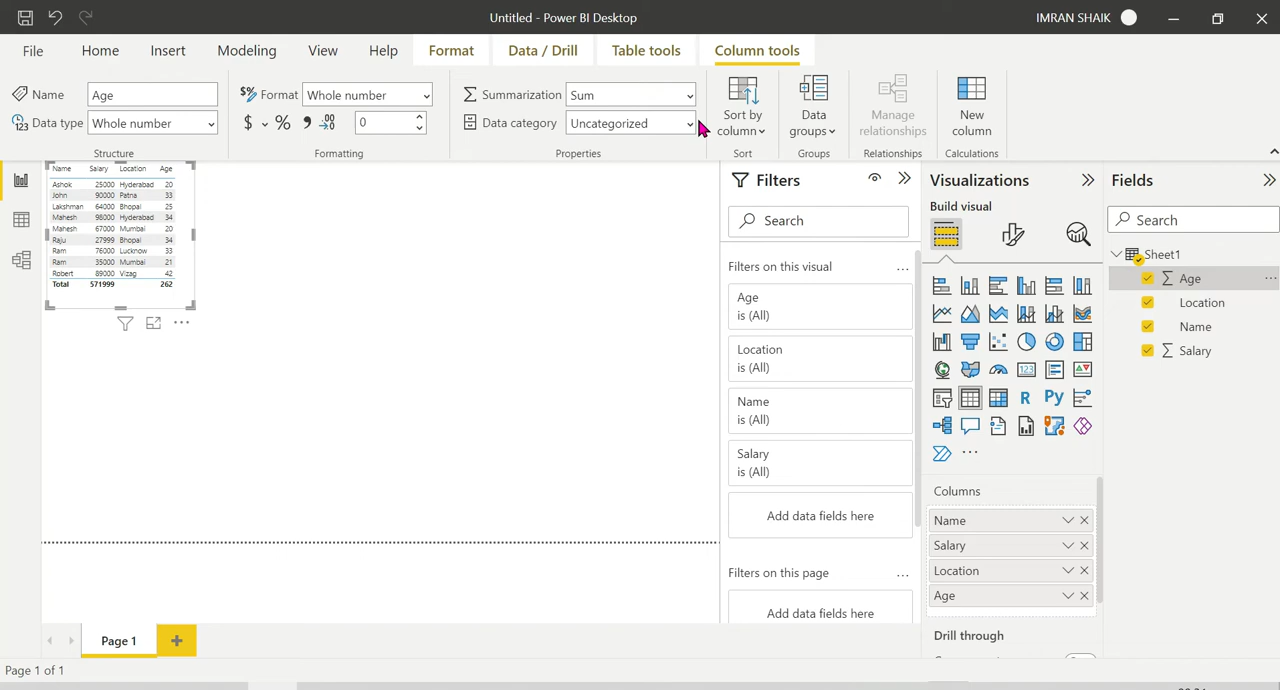 Untitled - Power BI Desktop
IMRAN SHAIK
File Home Insert Modeling View Help Format Data / Drill Table tools Column tools
Name Age
Data type Whole number
Structure
$% Format Whole number
$ % 0
Formatting
Summarization Sum
Data category Uncategorized
Properties
Sort by
column
Sort
Data
groups
Groups
Manage
relationships
Relationships
New
column
Calculations
Name Salary Location Age
Ashok 25000 Hyderabad 20
John 90000 Patna 33
Lakshman 64000 Bhopal 25
Mahesh 98000 Hyderabad 34
Mahesh 67000 Mumbai 20
Raju 27999 Bhopal 34
Ram 76000 Lucknow 33
Ram 35000 Mumbai 21
Robert 89000 Vizag 42
Total 571999 262
Filters
Search
Filters on this visual
Age
is (All)
Location
is (All)
Name
is (All)
Salary
is (All)
Add data fields here
Filters on this page
Add data fields here
Visualizations
Build visual
123
R Py
Columns
Name
Salary
Location
Age
Drill through
Fields
Search
Sheet1
Age
Location
Name
Salary
Page 1
Page 1 of 1